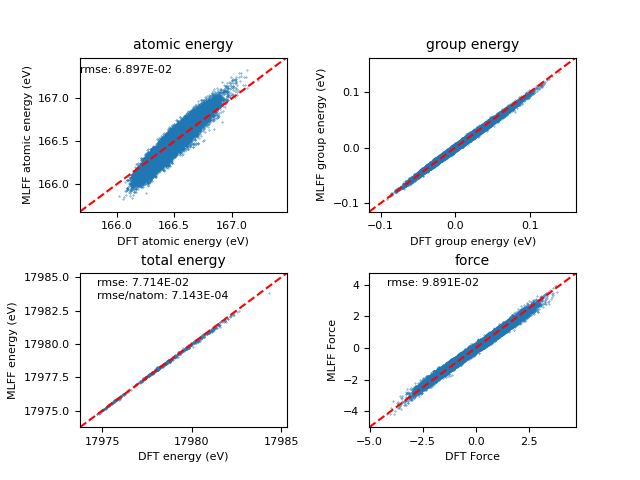 atomic energy
rmse: 6.897E-02
MLFF atomic energy (eV)
167.0
166.5
166.0
166.0 166.5 167.0
DFT atomic energy (eV)
group energy
MLFF group energy (eV)
0.1
0.0
−0.1
−0.1 0.0 0.1
DFT group energy (eV)
total energy
rmse: 7.714E-02
rmse/natom: 7.143E-04
MLFF energy (eV)
17985.0
17982.5
17980.0
17977.5
17975.0
17975 17980 17985
DFT energy (eV)
force
rmse: 9.891E-02
MLFF Force
4
2
0
−2
−4
−5.0 −2.5 0.0 2.5
DFT Force